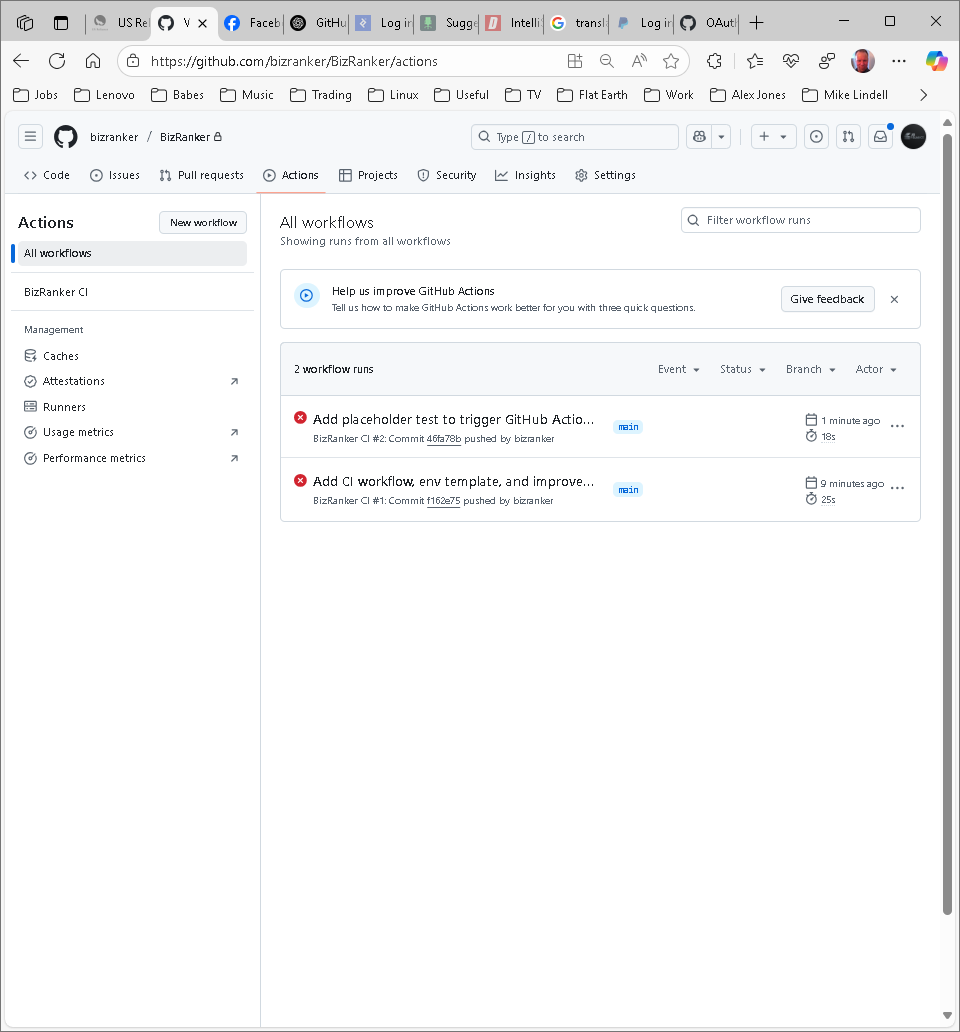 US Re
V
Faceb
GitHu
Log in
Sugge
Intelli
transl
Log in
OAuth
https://github.com/bizranker/BizRanker/actions
Jobs
Lenovo
Babes
Music
Trading
Linux
Useful
TV
Flat Earth
Work
Alex Jones
Mike Lindell
bizranker / BizRanker
Type / to search
Code
Issues
Pull requests
Actions
Projects
Security
Insights
Settings
Actions
New workflow
All workflows
BizRanker CI
Management
Caches
Attestations
Runners
Usage metrics
Performance metrics
All workflows
Showing runs from all workflows
Filter workflow runs
Help us improve GitHub Actions
Tell us how to make GitHub Actions work better for you with three quick questions.
Give feedback
2 workflow runs
Event
Status
Branch
Actor
Add placeholder test to trigger GitHub Actio...
BizRanker CI #2: Commit 46fa78b pushed by bizranker
main
1 minute ago
18s
Add CI workflow, env template, and improve...
BizRanker CI #1: Commit f162e75 pushed by bizranker
main
9 minutes ago
25s